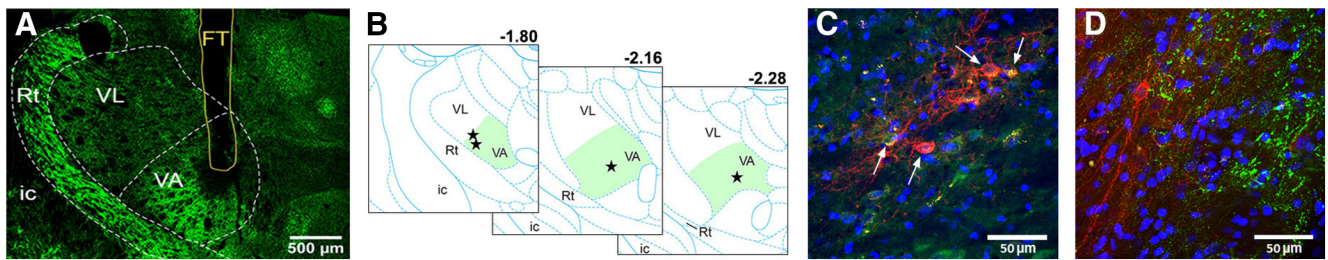 A
FT
Rt
VL
VA
ic
500 µm
B
-1.80
VL
Rt
VA
ic
-2.16
VL
VA
Rt
ic
-2.28
VL
VA
Rt
ic
C
50 µm
D
50 µm